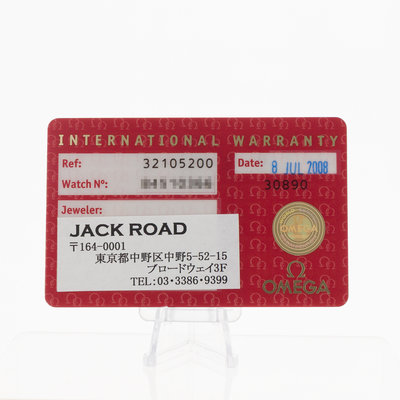 INTERNATIONAL WARRANTY
Ref: 32105200
Date: 8 JUL 2008
Watch Nº:
30890
Jeweler:
JACK ROAD
〒164-0001
東京都中野区中野5-52-15
ブロードウェイ3F
TEL:03・3386・9399
OMEGA
Ω
OMEGA